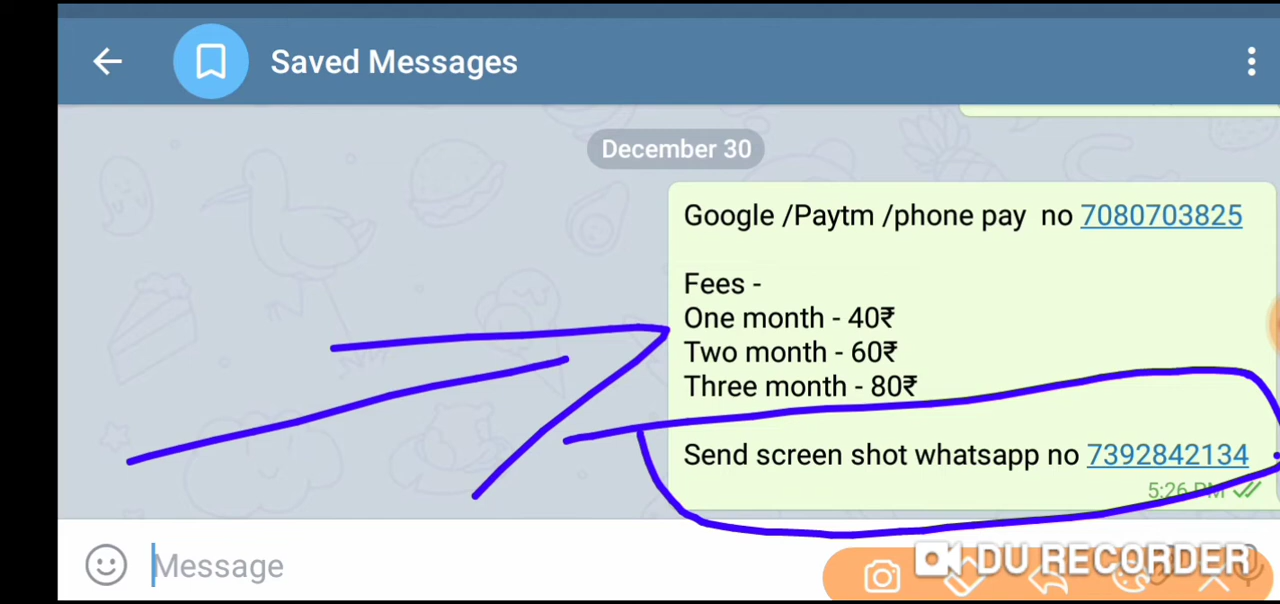 Saved Messages
December 30
Google /Paytm /phone pay no 7080703825
Fees -
One month - 40₹
Two month - 60₹
Three month - 80₹
Send screen shot whatsapp no 7392842134
5:26 PM
Message
DU RECORDER